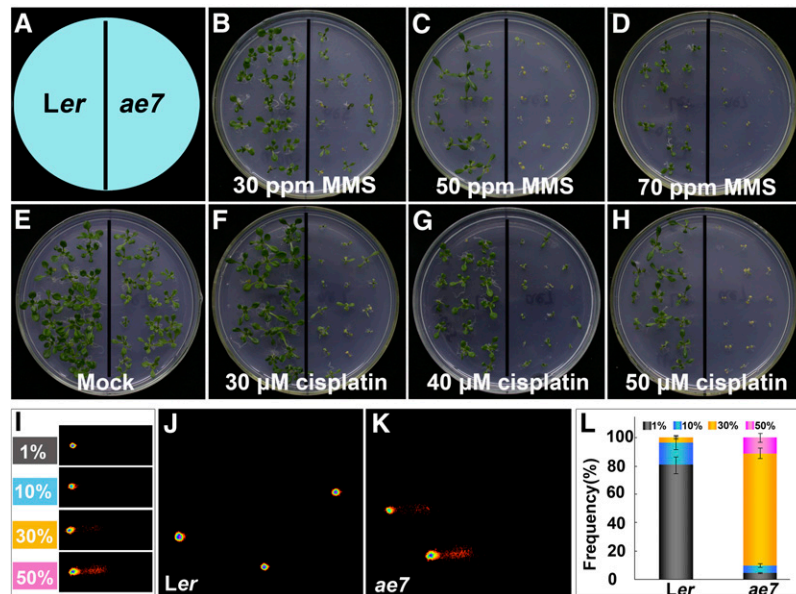 A
Ler
ae7
B
30 ppm MMS
C
50 ppm MMS
D
70 ppm MMS
E
Mock
F
30 µM cisplatin
G
40 µM cisplatin
H
50 µM cisplatin
I
1%
10%
30%
50%
J
Ler
K
ae7
L
1% 10% 30% 50%
Frequency(%)
100
80
60
40
20
0
Ler ae7